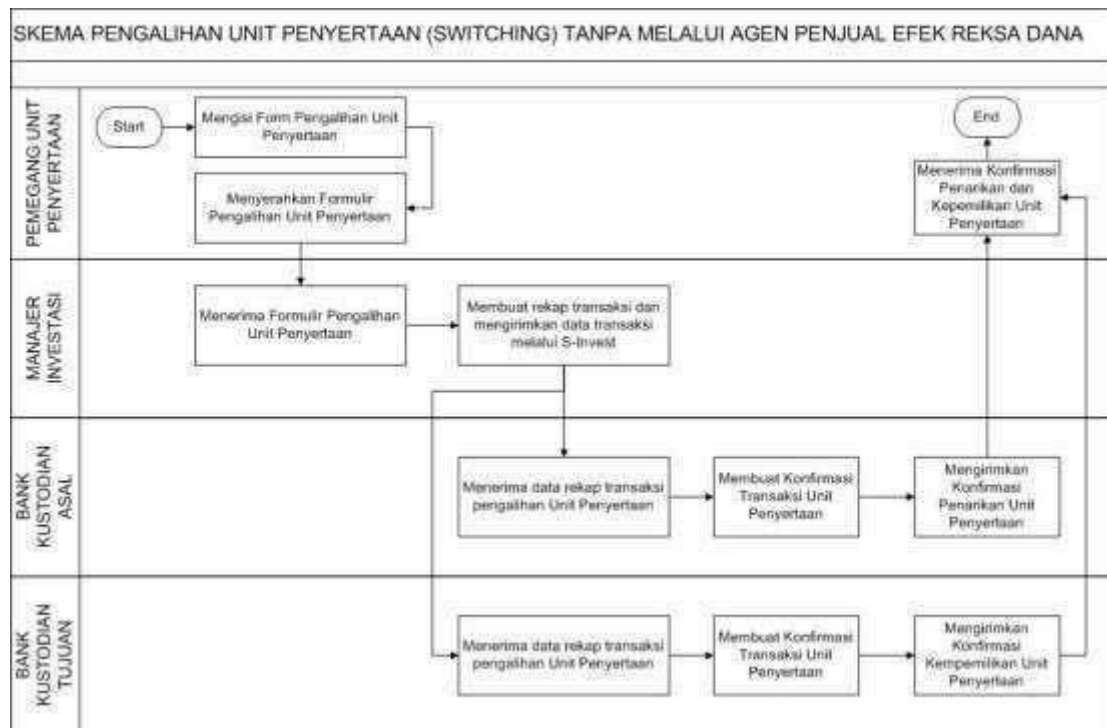 SKEMA PENGALIHAN UNIT PENYERTAAN (SWITCHING) TANPA MELALUI AGEN PENJUAL EFEK REKSA DANA
PEMEGANG UNIT
PENYERTAAN
Start
Mengisi Form Pengalihan Unit
Penyertaan
Menyerahkan Formulir
Pengalihan Unit Penyertaan
End
Menerima Konfirmasi
Penarikan dan
Kepemilikan Unit
Penyertaan
MANAJER
INVESTASI
Menerima Formulir Pengalihan
Unit Penyertaan
Membuat rekap transaksi dan
mengirimkan data transaksi
melalui S-Invest
BANK
KUSTODIAN
ASAL
Menerima data rekap transaksi
pengalihan Unit Penyertaan
Membuat Konfirmasi
Transaksi Unit
Penyertaan
Mengirimkan
Konfirmasi
Penarikan Unit
Penyertaan
BANK
KUSTODIAN
TUJUAN
Menerima data rekap transaksi
pengalihan Unit Penyertaan
Membuat Konfirmasi
Transaksi Unit
Penyertaan
Mengirimkan
Konfirmasi
Kempemilikan Unit
Penyertaan